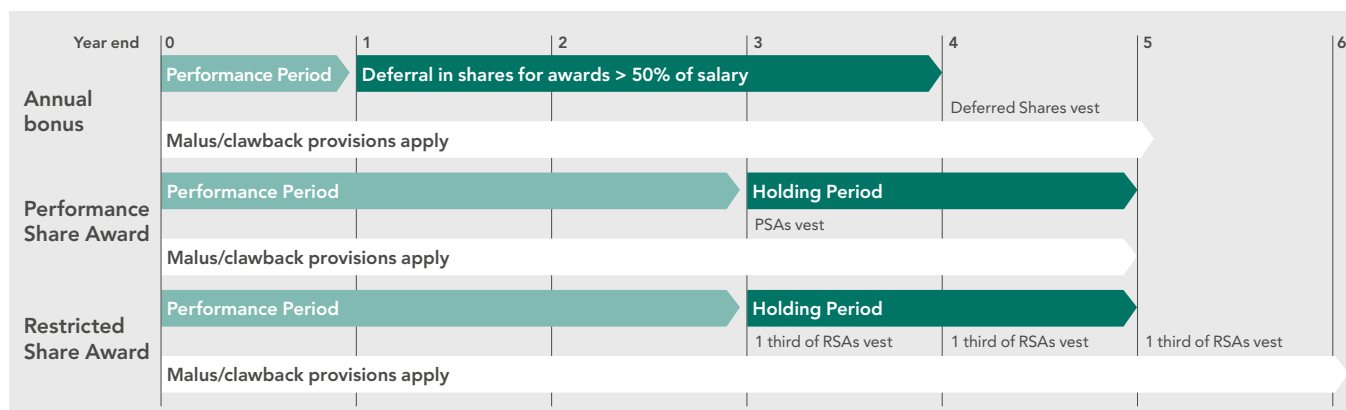 Year end 0 1 2 3 4 5 6
Performance Period Deferral in shares for awards > 50% of salary
Annual
bonus
Deferred Shares vest
Malus/clawback provisions apply
Performance Period Holding Period
Performance
Share Award
PSAs vest
Malus/clawback provisions apply
Performance Period Holding Period
Restricted
Share Award
1 third of RSAs vest 1 third of RSAs vest 1 third of RSAs vest
Malus/clawback provisions apply